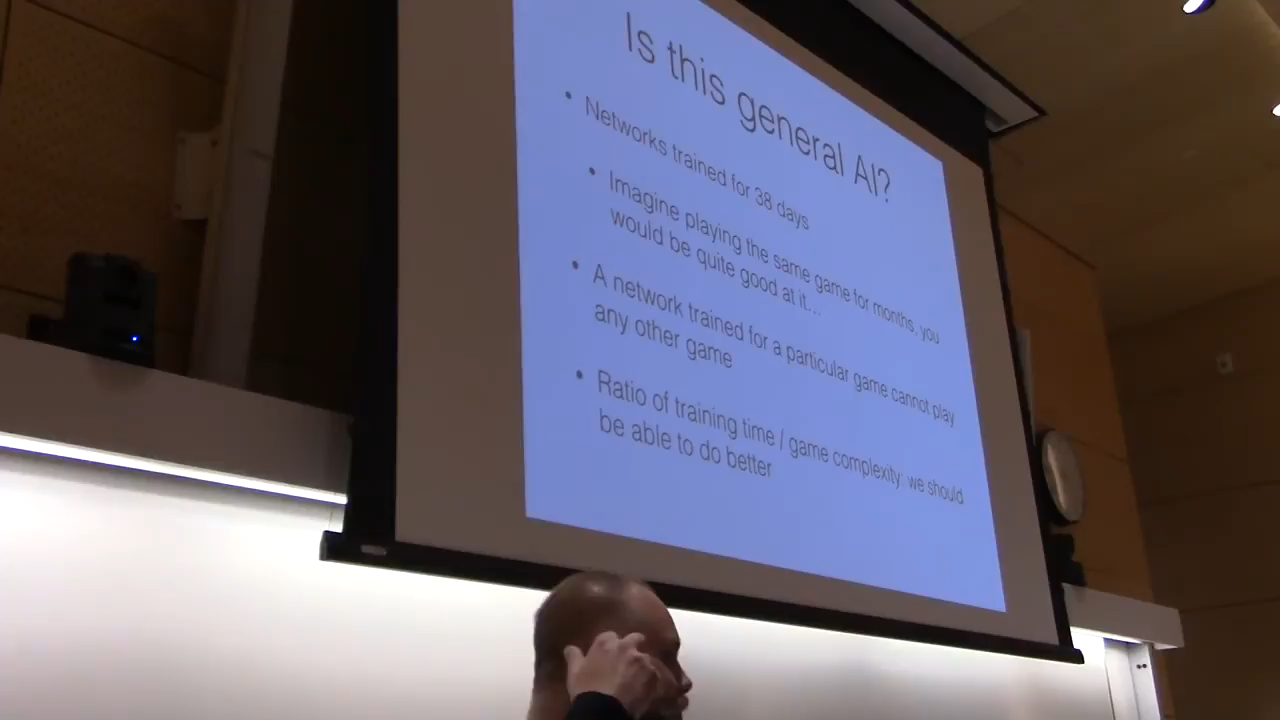 Is this general AI?
• Networks trained for 38 days
• Imagine playing the same game for months, you
would be quite good at it...
• A network trained for a particular game cannot play
any other game
• Ratio of training time / game complexity: we should
be able to do better